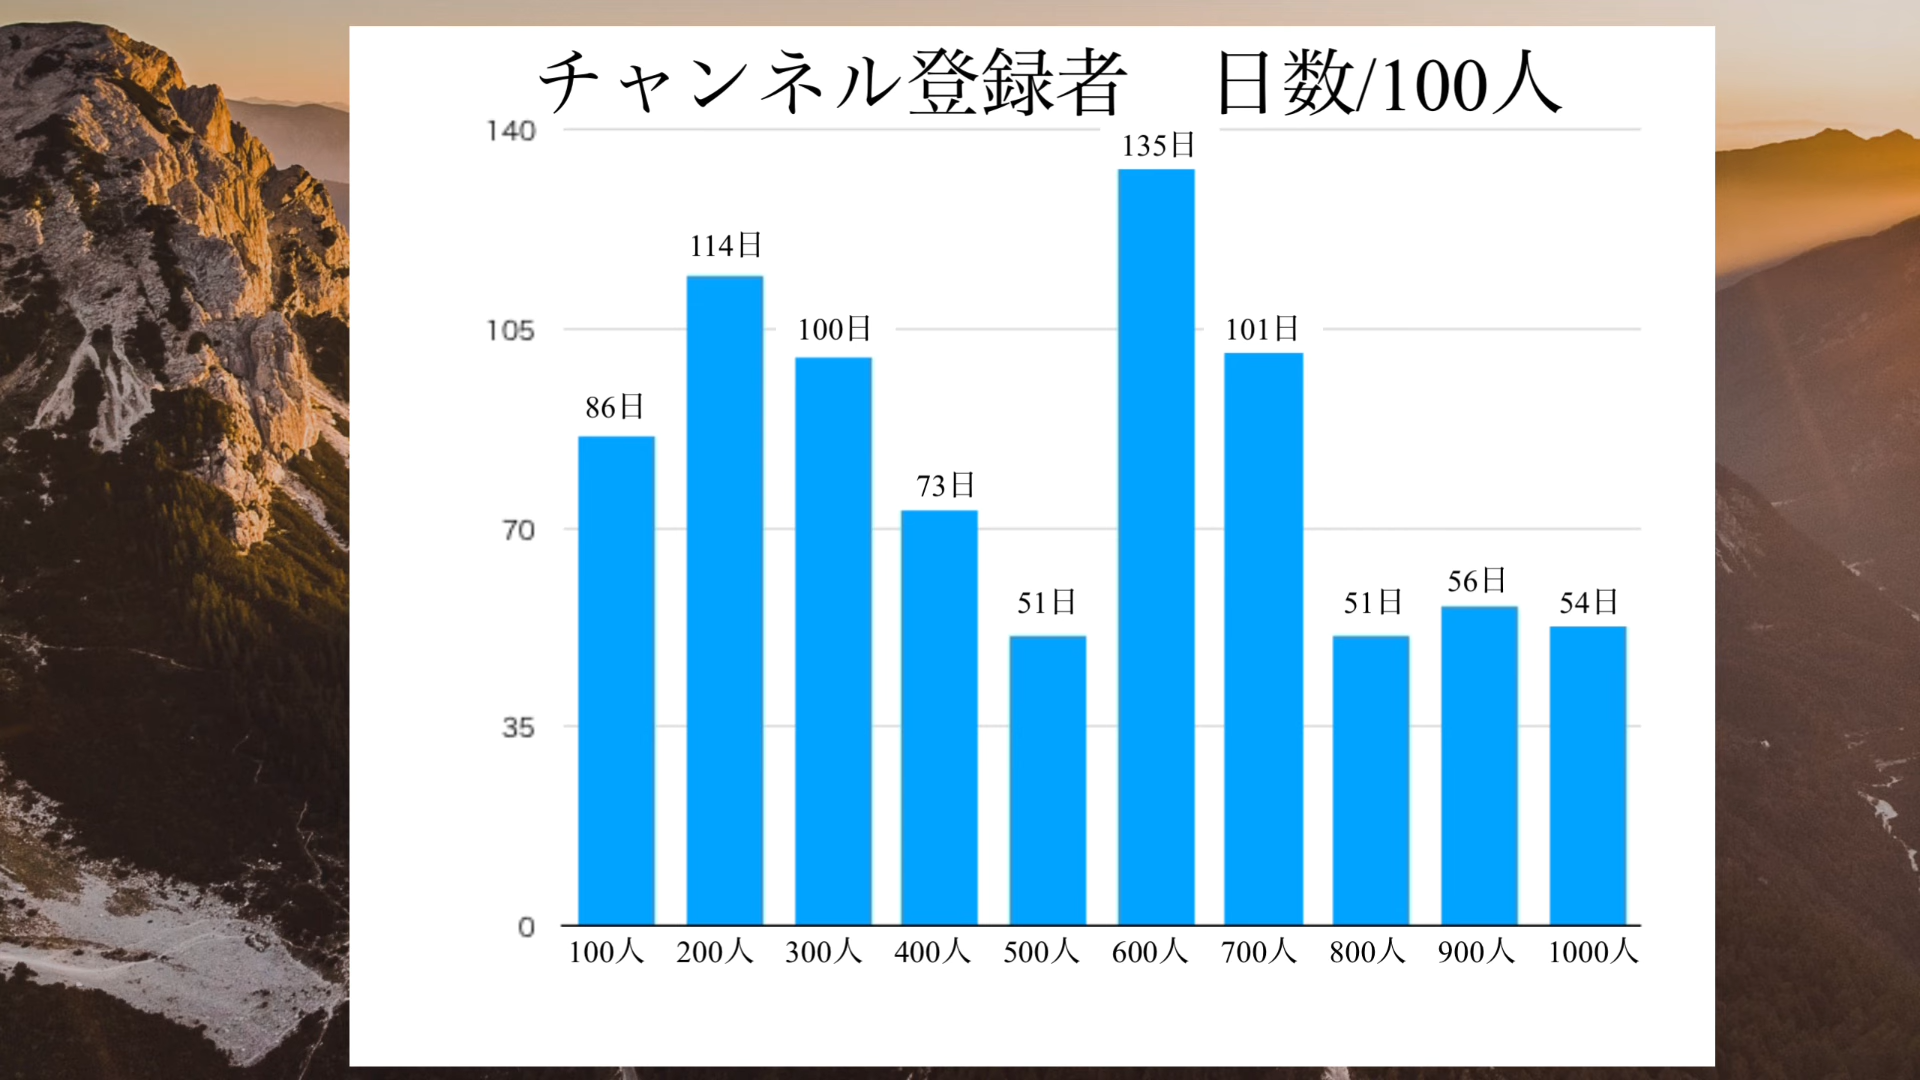 チャンネル登録者　日数/100人
140
135日
114日
105
100日
101日
86日
73日
70
56日
51日
51日
54日
35
0
100人 200人 300人 400人 500人 600人 700人 800人 900人 1000人